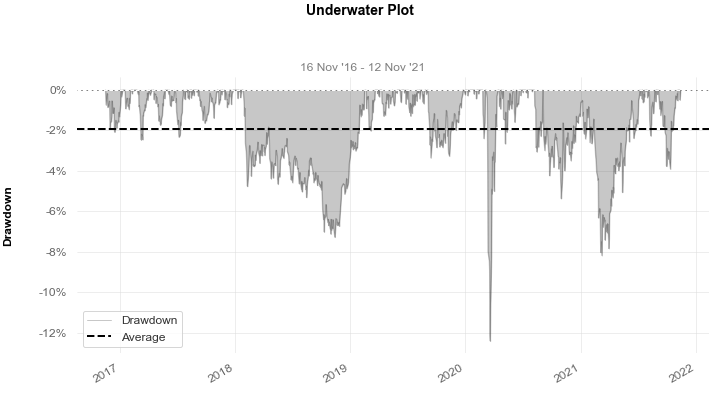 Underwater Plot
16 Nov '16 - 12 Nov '21
0%
-2%
-4%
-6%
-8%
-10%
-12%
Drawdown
Drawdown
Average
2017
2018
2019
2020
2021
2022